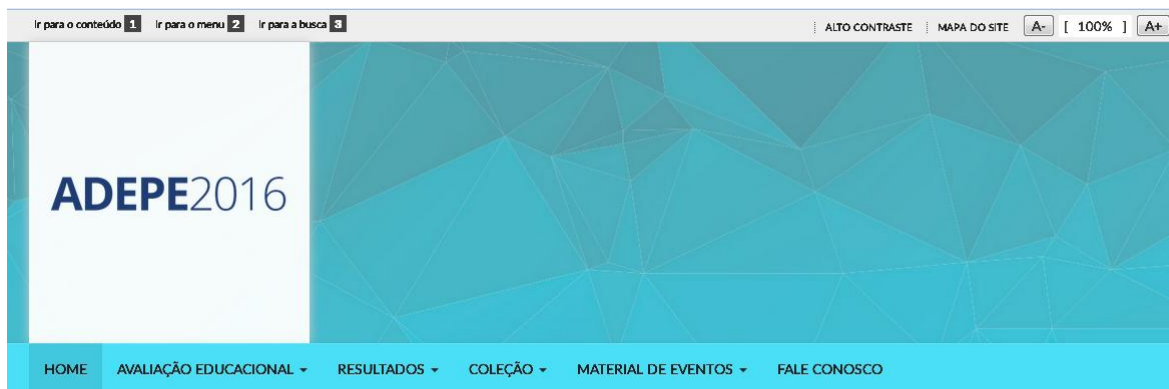 Ir para o conteúdo 1 Ir para o menu 2 Ir para a busca 3 ALTO CONTRASTE MAPA DO SITE A- [ 100% ] A+
ADEPE2016
HOME AVALIAÇÃO EDUCACIONAL RESULTADOS COLEÇÃO MATERIAL DE EVENTOS FALE CONOSCO